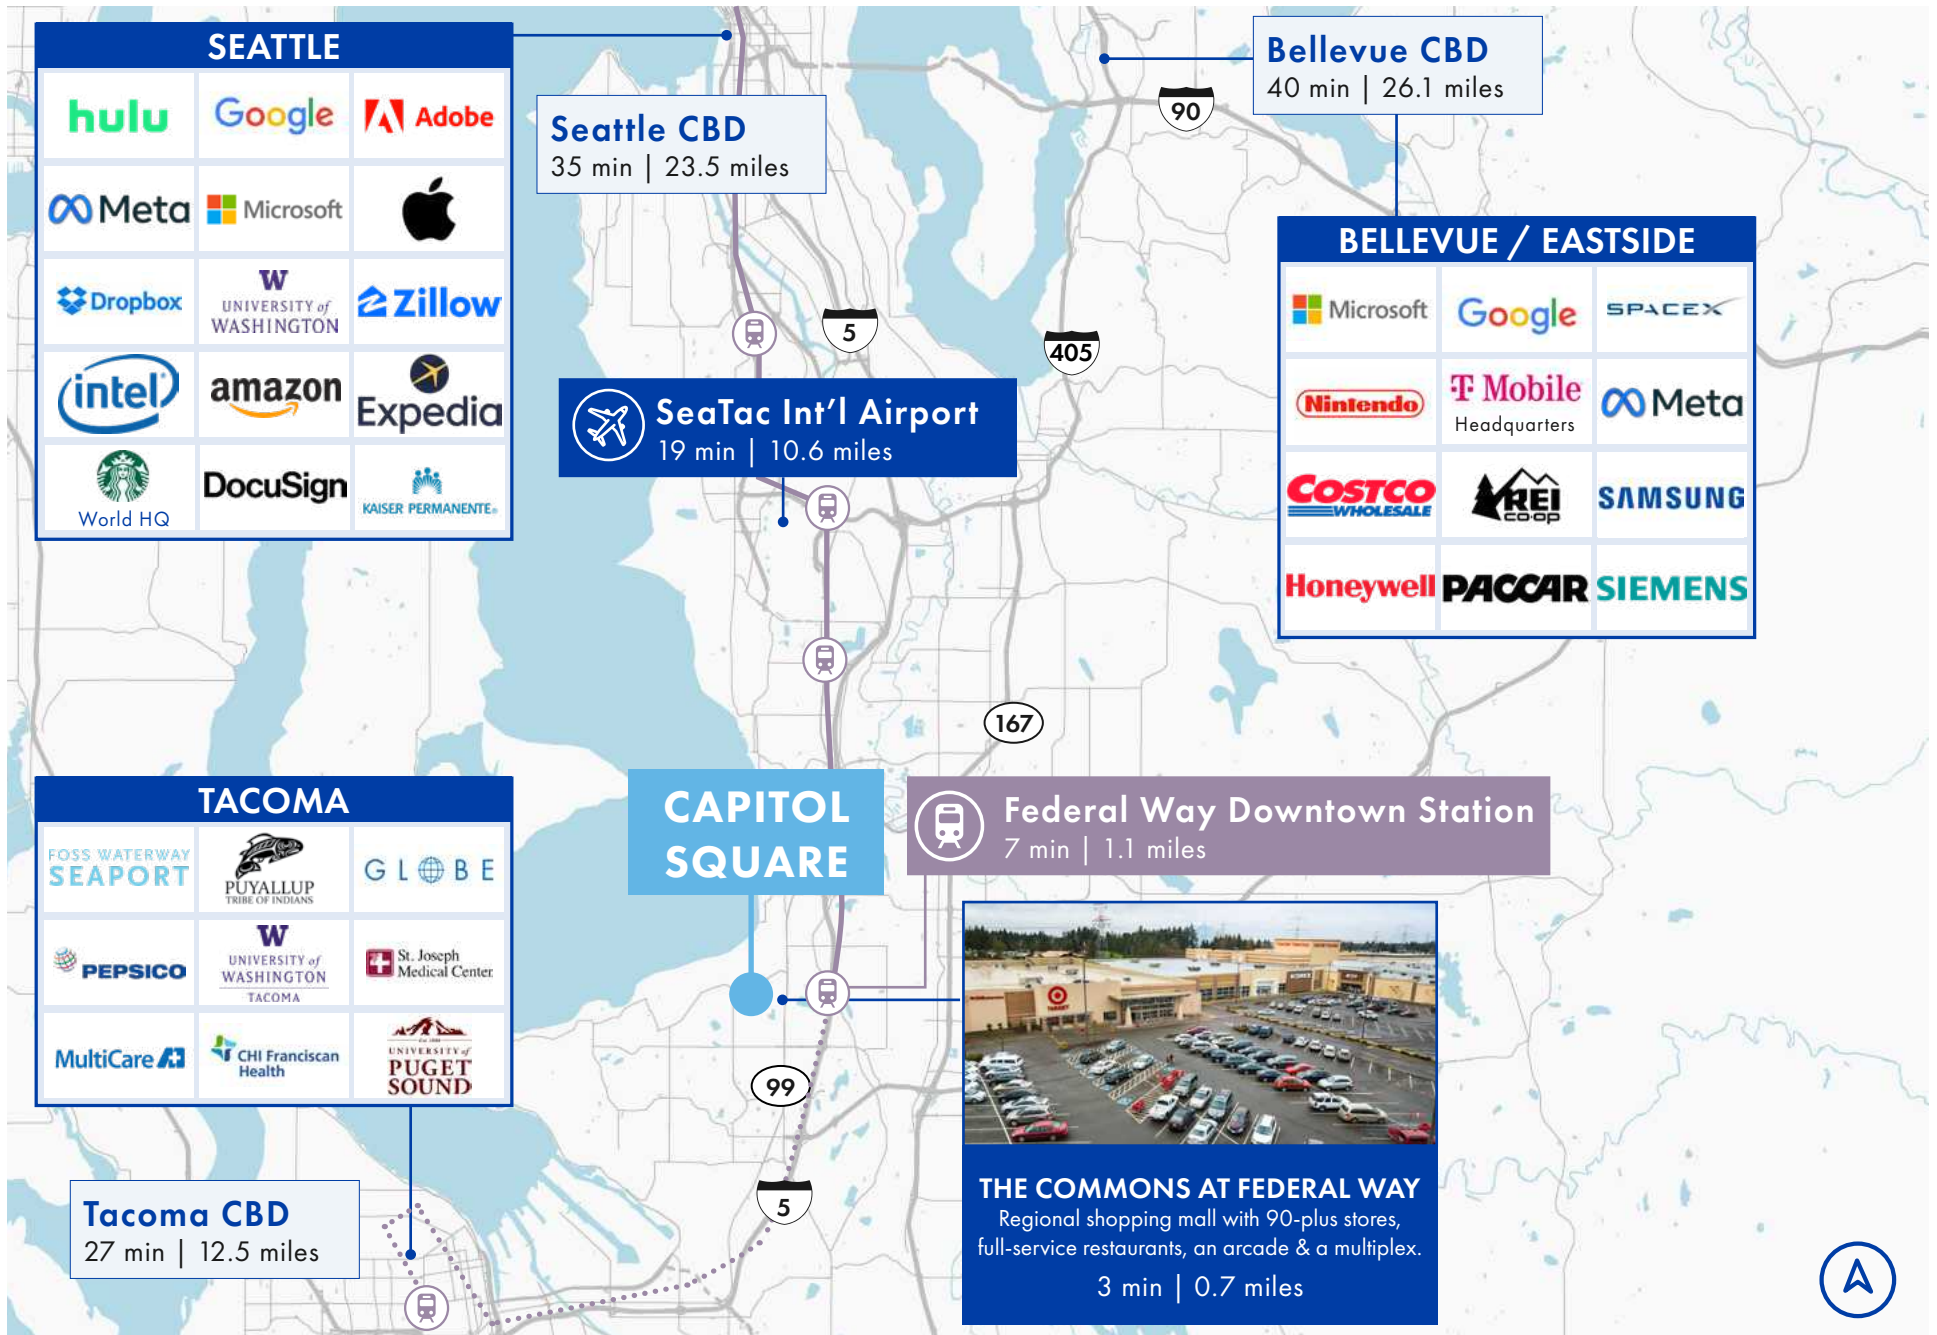 SEATTLE
hulu
Google
Adobe
Meta
Microsoft
Dropbox
W
UNIVERSITY of
WASHINGTON
Zillow
intel
amazon
Expedia
World HQ
DocuSign
KAISER PERMANENTE®
Seattle CBD
35 min | 23.5 miles
Bellevue CBD
40 min | 26.1 miles
90
BELLEVUE / EASTSIDE
Microsoft
Google
SPACEX
Nintendo
T Mobile
Headquarters
Meta
COSTCO
WHOLESALE
REI
co-op
SAMSUNG
Honeywell
PACCAR
SIEMENS
5
405
SeaTac Int'l Airport
19 min | 10.6 miles
167
TACOMA
FOSS WATERWAY
SEAPORT
PUYALLUP
TRIBE OF INDIANS
GLOBE
PEPSICO
W
UNIVERSITY of
WASHINGTON
TACOMA
St. Joseph
Medical Center
MultiCare
CHI Franciscan
Health
UNIVERSITY of
PUGET
SOUND
CAPITOL
SQUARE
Federal Way Downtown Station
7 min | 1.1 miles
99
5
Tacoma CBD
27 min | 12.5 miles
THE COMMONS AT FEDERAL WAY
Regional shopping mall with 90-plus stores,
full-service restaurants, an arcade & a multiplex.
3 min | 0.7 miles